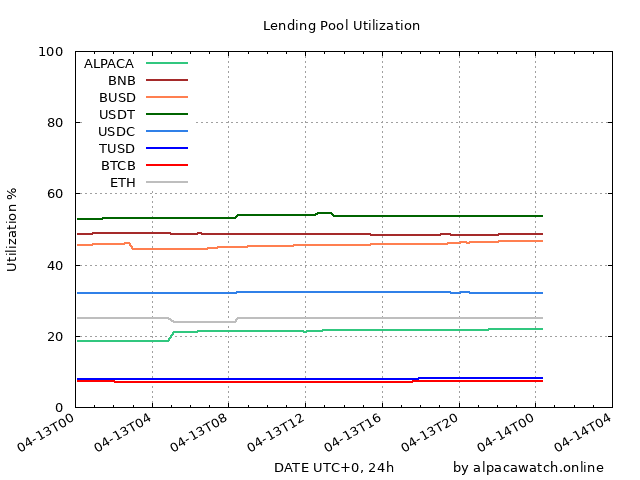 Lending Pool Utilization
100
80
60
40
20
0
Utilization %
ALPACA
BNB
BUSD
USDT
USDC
TUSD
BTCB
ETH
04-13T00
04-13T04
04-13T08
04-13T12
04-13T16
04-13T20
04-14T00
04-14T04
DATE UTC+0, 24h
by alpacawatch.online